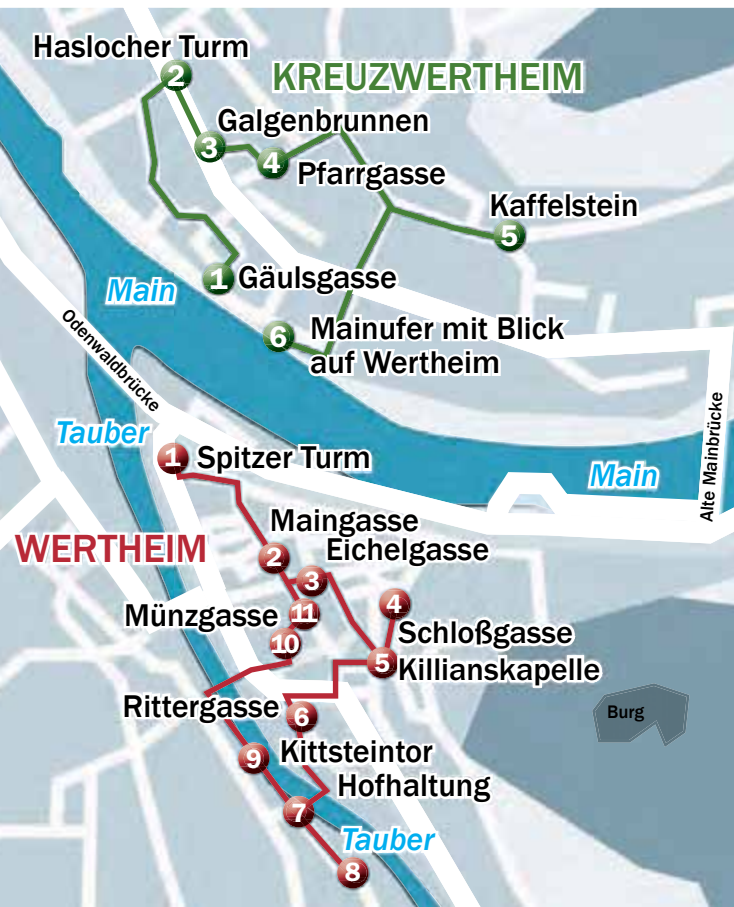 Haslocher Turm
2
KREUZWERTHEIM
Galgenbrunnen
3
4
Pfarrgasse
Kaffelstein
5
1 Gäulsgasse
Main
6 Mainufer mit Blick
auf Wertheim
Odenwaldbrücke
Alte Mainbrücke
Tauber
1 Spitzer Turm
Main
Maingasse
WERTHEIM
2
Eichelgasse
3
4
Münzgasse 11
10
Schloßgasse
5 Killianskapelle
Rittergasse 6
Burg
9 Kittsteintor
Hofhaltung
7
Tauber
8